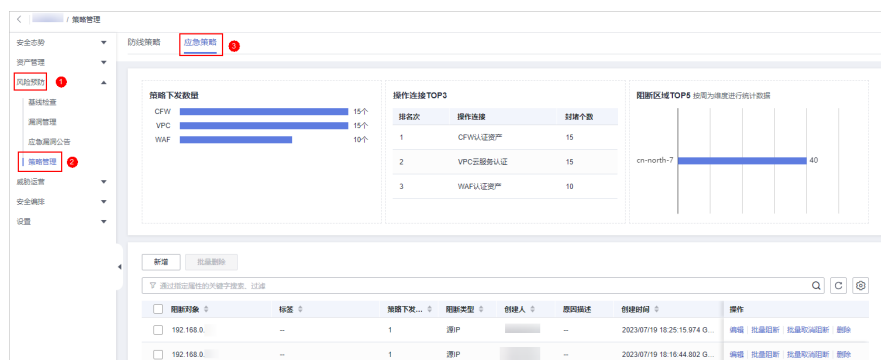 / 策略管理
安全态势
资产管理
风险预防 1
基线检查
漏洞管理
应急漏洞公告
策略管理 2
威胁运营
安全编排
设置
防线策略 应急策略 3
策略下发数量
CFW 15个
VPC 15个
WAF 10个
操作连接TOP3
排名次 操作连接 封堵个数
1 CFW认证资产 15
2 VPC云服务认证 15
3 WAF认证资产 10
阻断区域TOP5 按周为维度进行统计数据
cn-north-7 40
新增 批量删除
通过指定属性的关键字搜索、过滤
阻断对象 标签 策略下发... 阻断类型 创建人 原因描述 创建时间 操作
192.168.0. -- 1 源IP -- 2023/07/19 18:25:15.974 G... 编辑 批量阻断 批量取消阻断 删除
192.168.0. -- 1 源IP -- 2023/07/19 18:16:44.802 G... 编辑 批量阻断 批量取消阻断 删除